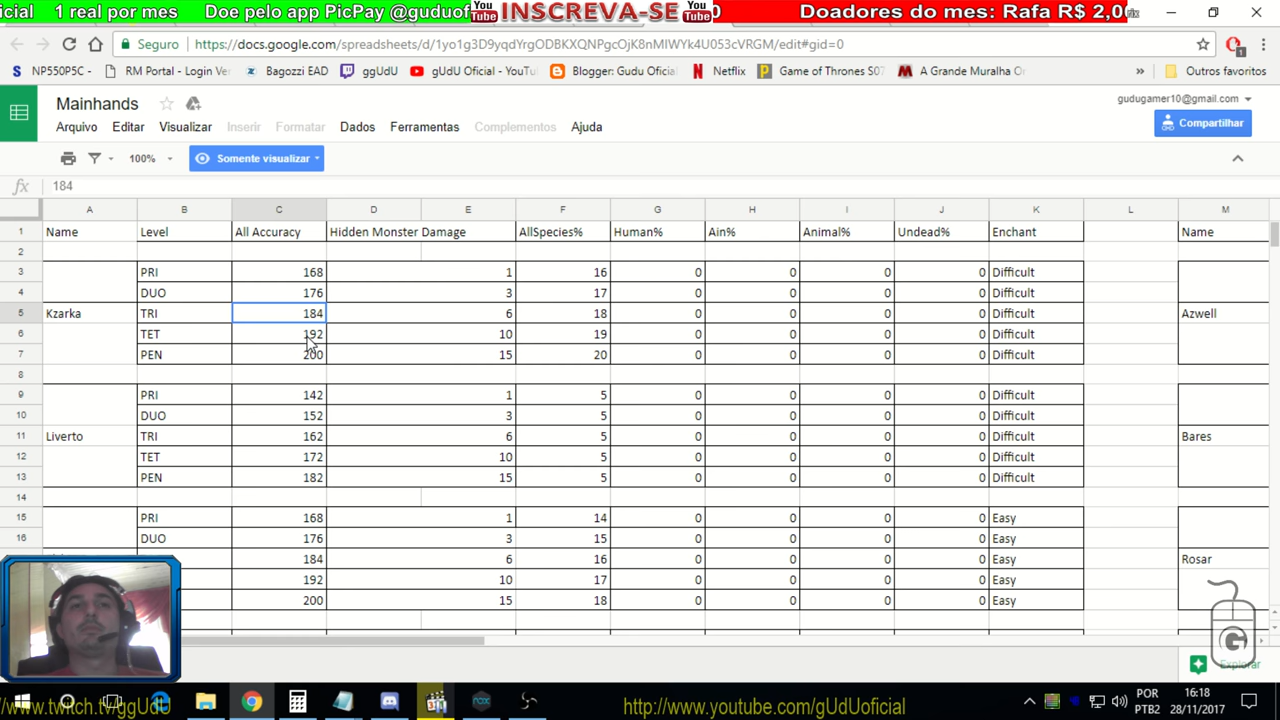 icial 1 real por mes Doe pelo app PicPay @guduof You Tube INSCREVA-SE You Tube Doadores do mes: Rafa R$ 2,0
Seguro https://docs.google.com/spreadsheets/d/1yo1g3D9yqdYrgODBKXQNPgcOjK8nMIWYk4U053cVRGM/edit#gid=0
NP550P5C - RM Portal - Login Ve Bagozzi EAD ggUdU gUdU Oficial - YouTu Blogger: Gudu Oficial Netflix Game of Thrones S07 A Grande Muralha Or » Outros favoritos
Mainhands gudugamer10@gmail.com
Arquivo Editar Visualizar Inserir Formatar Dados Ferramentas Complementos Ajuda Compartilhar
100% Somente visualizar
fx 184
A B C D E F G H I J K L M
1 Name Level All Accuracy Hidden Monster Damage AllSpecies% Human% Ain% Animal% Undead% Enchant Name
2
3 PRI 168 1 16 0 0 0 0 Difficult
4 DUO 176 3 17 0 0 0 0 Difficult
5 Kzarka TRI 184 6 18 0 0 0 0 Difficult Azwell
6 TET 192 10 19 0 0 0 0 Difficult
7 PEN 200 15 20 0 0 0 0 Difficult
8
9 PRI 142 1 5 0 0 0 0 Difficult
10 DUO 152 3 5 0 0 0 0 Difficult
11 Liverto TRI 162 6 5 0 0 0 0 Difficult Bares
12 TET 172 10 5 0 0 0 0 Difficult
13 PEN 182 15 5 0 0 0 0 Difficult
14
15 PRI 168 1 14 0 0 0 0 Easy
16 DUO 176 3 15 0 0 0 0 Easy
184 6 16 0 0 0 0 Easy Rosar
192 10 17 0 0 0 0 Easy
200 15 18 0 0 0 0 Easy
G
Explorar
/www.twitch.tv/ggUdU http://www.youtube.com/gUdUoficial POR 16:18
PTB2 28/11/2017